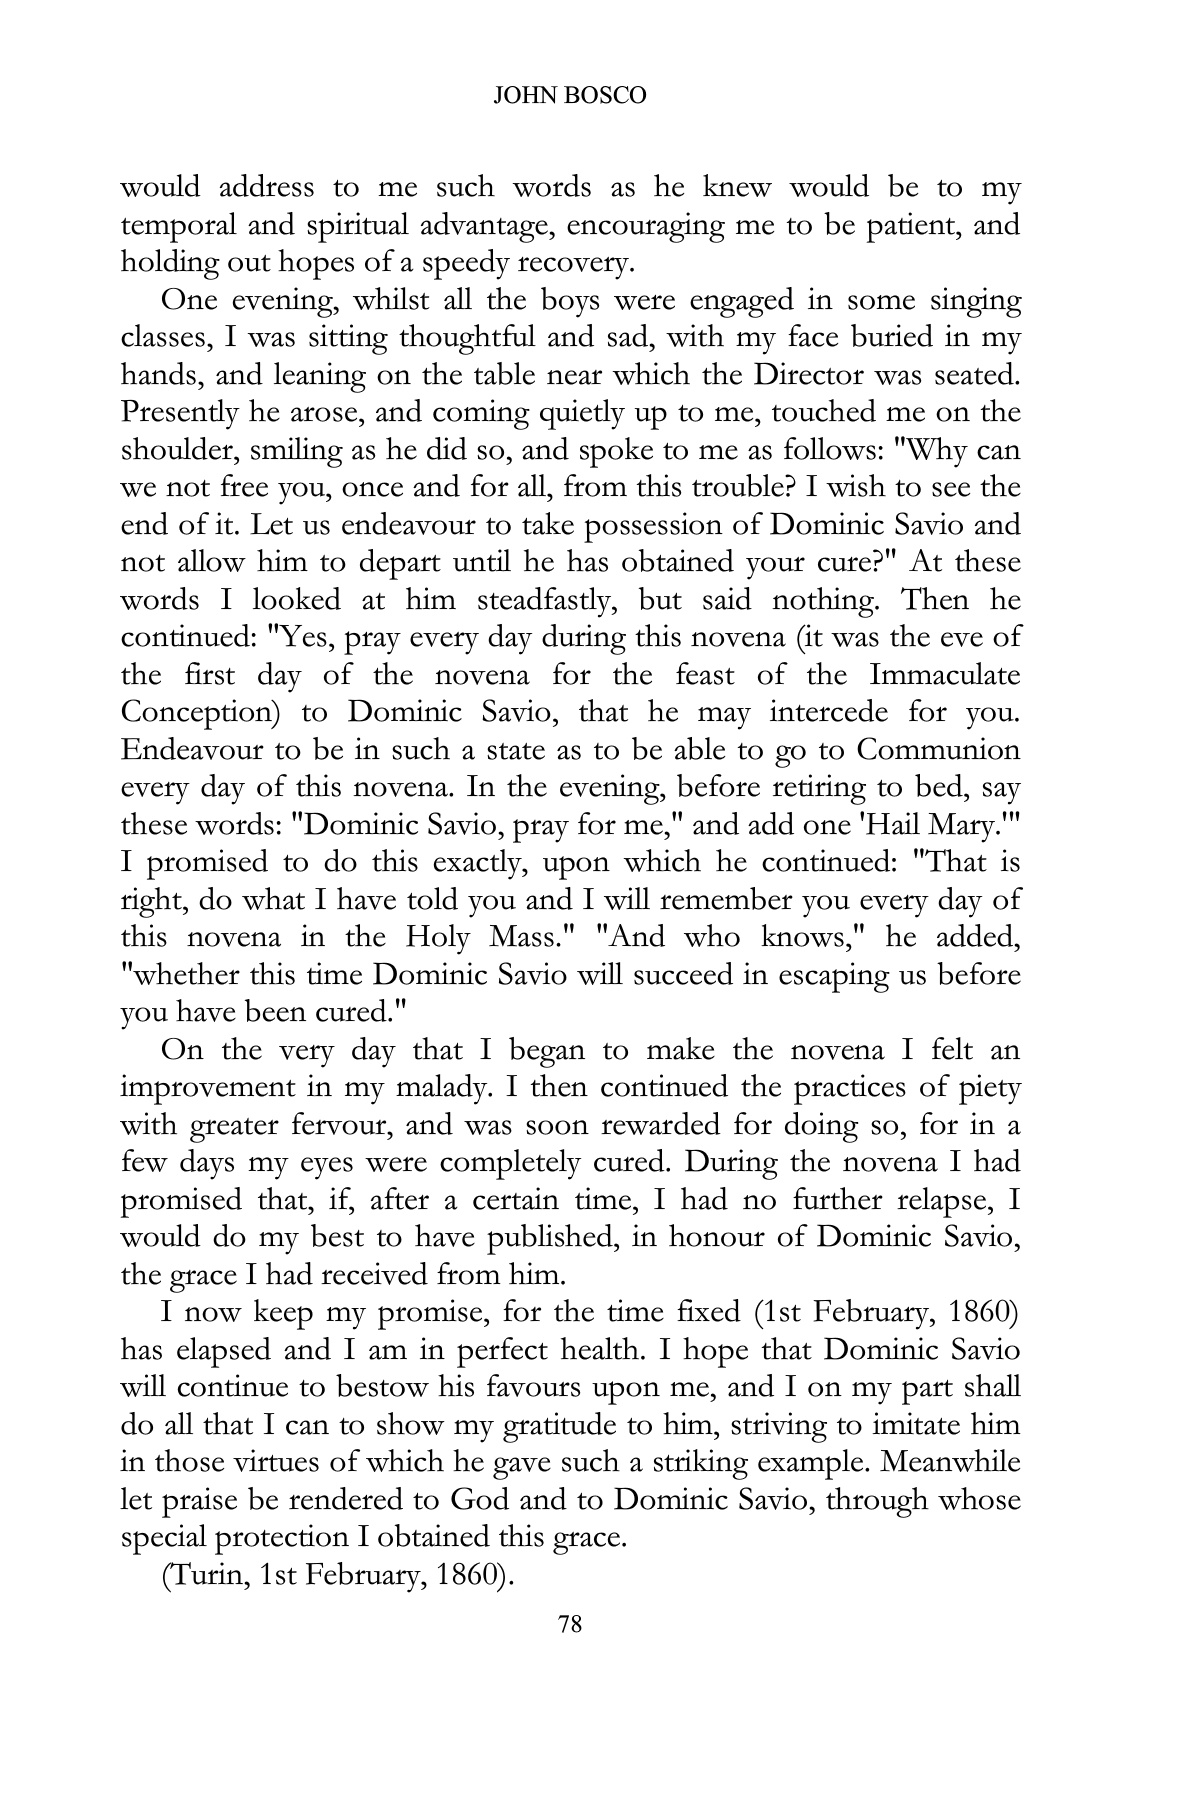 JOHN BOSCO
would address to me such words as he knew would be to my
temporal and spiritual advantage, encouraging me to be patient, and
holding out hopes of a speedy recovery.
One evening, whilst all the boys were engaged in some singing
classes, I was sitting thoughtful and sad, with my face buried in my
hands, and leaning on the table near which the Director was seated.
Presently he arose, and coming quietly up to me, touched me on the
shoulder, smiling as he did so, and spoke to me as follows: "Why can
we not free you, once and for all, from this trouble? I wish to see the
end of it. Let us endeavour to take possession of Dominic Savio and
not allow him to depart until he has obtained your cure?" At these
words I looked at him steadfastly, but said nothing. Then he
continued: "Yes, pray every day during this novena (it was the eve of
the first day of the novena for the feast of the Immaculate
Conception) to Dominic Savio, that he may intercede for you.
Endeavour to be in such a state as to be able to go to Communion
every day of this novena. In the evening, before retiring to bed, say
these words: "Dominic Savio, pray for me," and add one 'Hail Mary.'"
I promised to do this exactly, upon which he continued: "That is
right, do what I have told you and I will remember you every day of
this novena in the Holy Mass." "And who knows," he added,
"whether this time Dominic Savio will succeed in escaping us before
you have been cured."
On the very day that I began to make the novena I felt an
improvement in my malady. I then continued the practices of piety
with greater fervour, and was soon rewarded for doing so, for in a
few days my eyes were completely cured. During the novena I had
promised that, if, after a certain time, I had no further relapse, I
would do my best to have published, in honour of Dominic Savio,
the grace I had received from him.
I now keep my promise, for the time fixed (1st February, 1860)
has elapsed and I am in perfect health. I hope that Dominic Savio
will continue to bestow his favours upon me, and I on my part shall
do all that I can to show my gratitude to him, striving to imitate him
in those virtues of which he gave such a striking example. Meanwhile
let praise be rendered to God and to Dominic Savio, through whose
special protection I obtained this grace.
(Turin, 1st February, 1860).
78